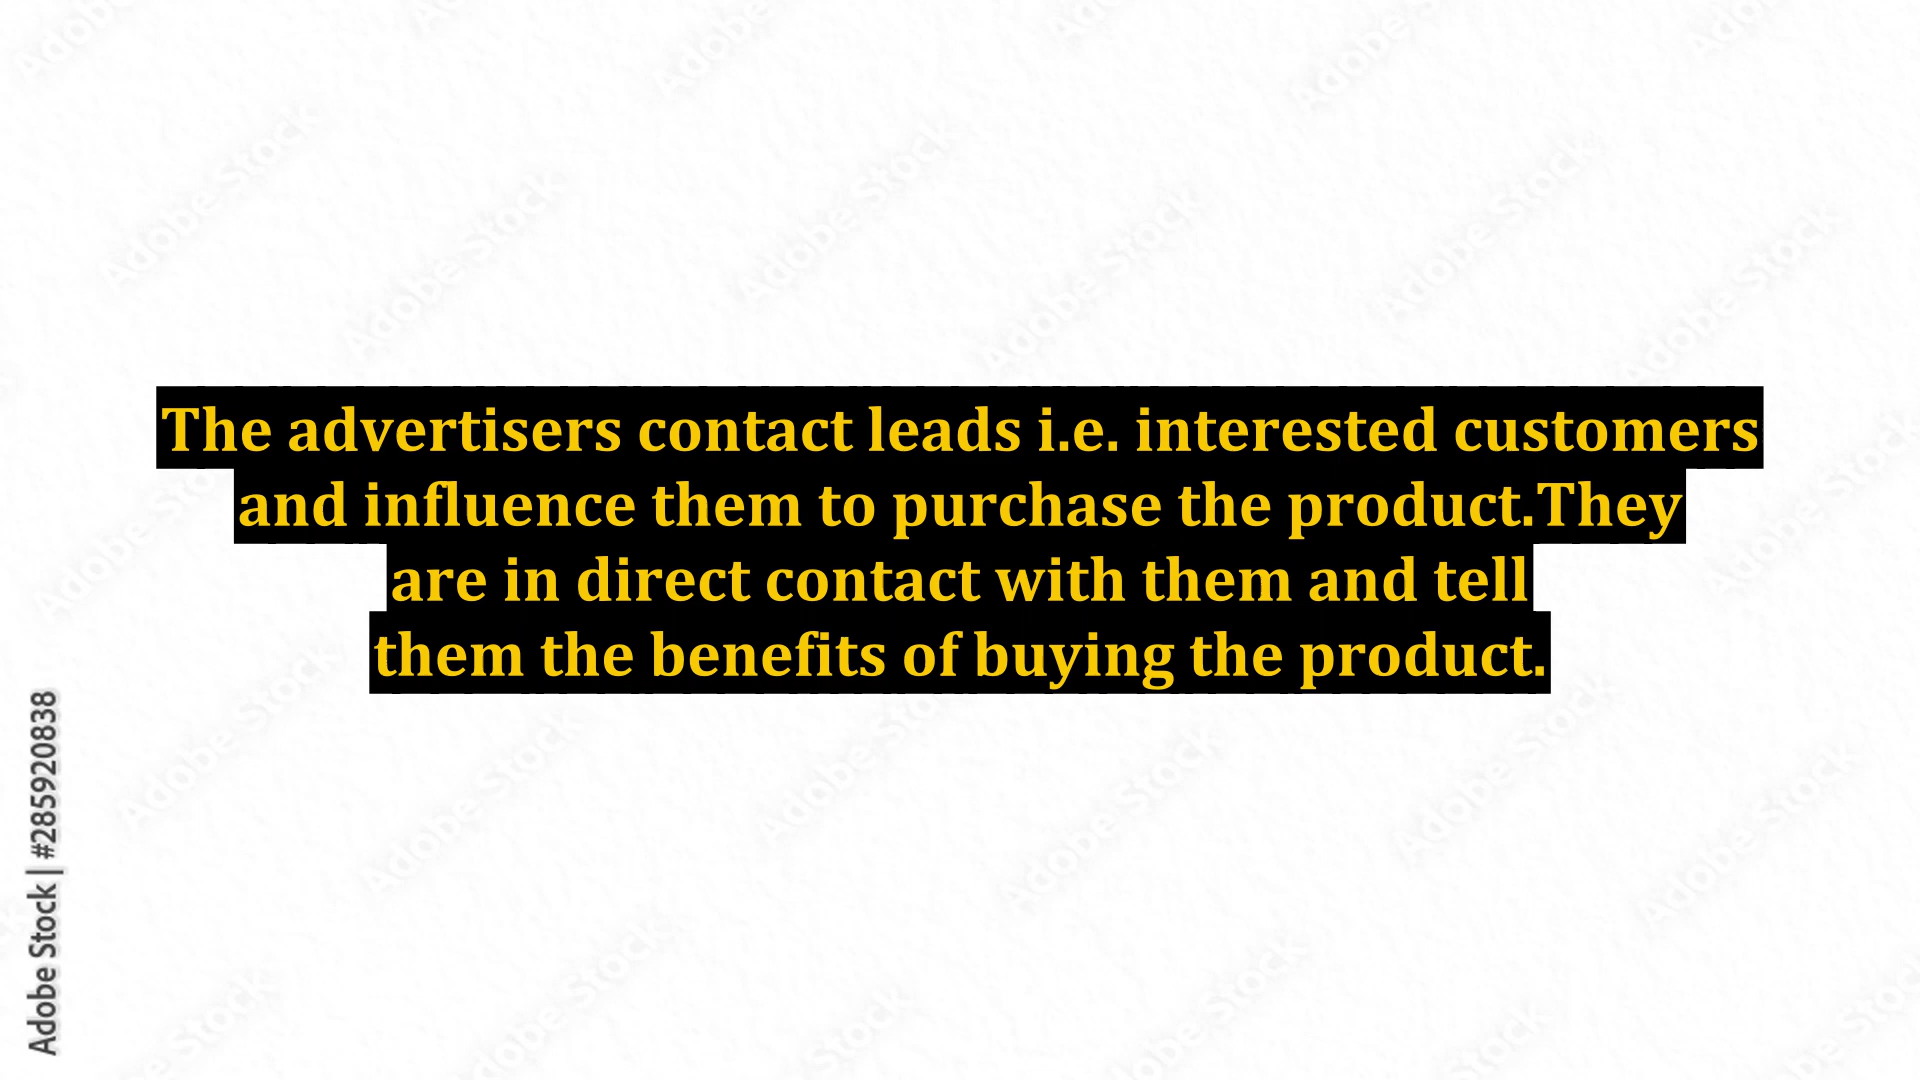 The advertisers contact leads i.e. interested customers
and influence them to purchase the product.They
are in direct contact with them and tell
them the benefits of buying the product.
Adobe Stock | #285920838